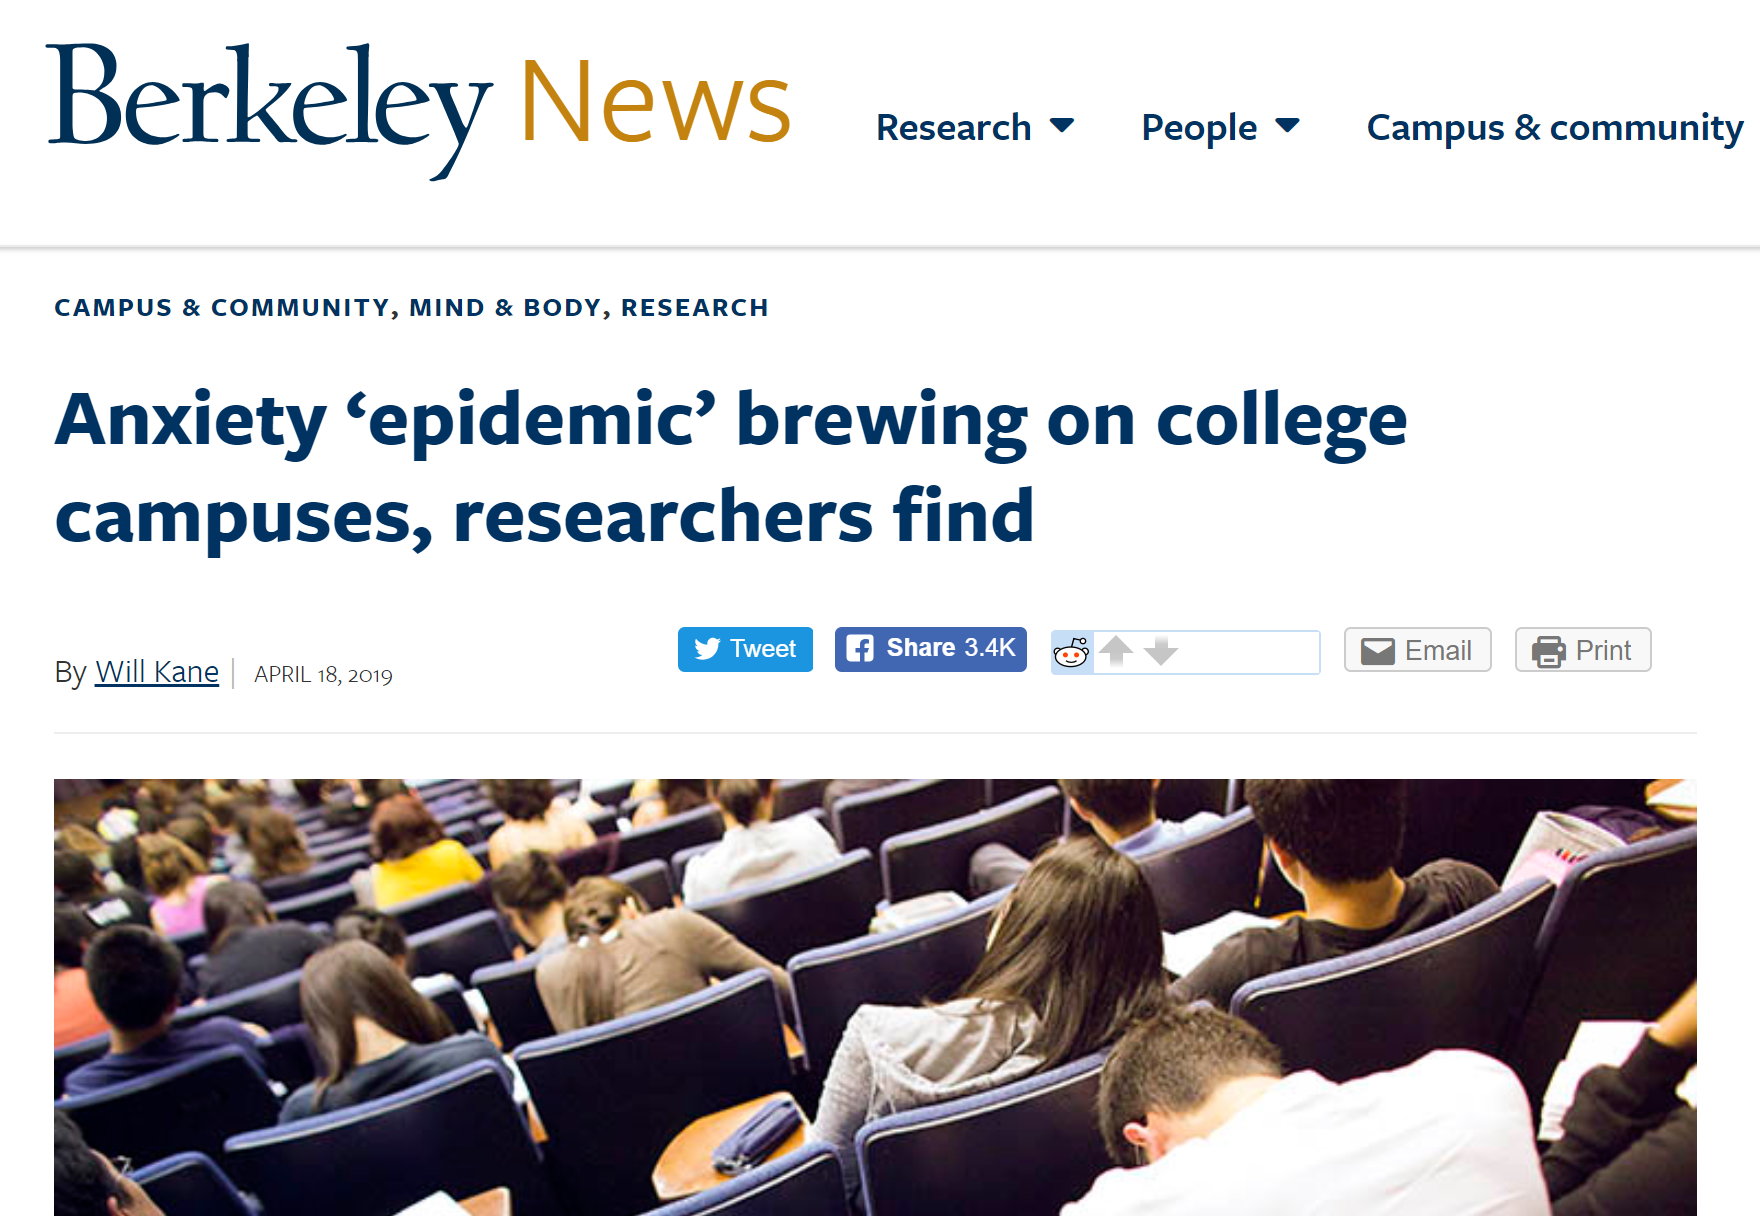 Berkeley News
Research People Campus & community
CAMPUS & COMMUNITY, MIND & BODY, RESEARCH
Anxiety ‘epidemic’ brewing on college
campuses, researchers find
By Will Kane APRIL 18, 2019
Tweet Share 3.4K Email Print